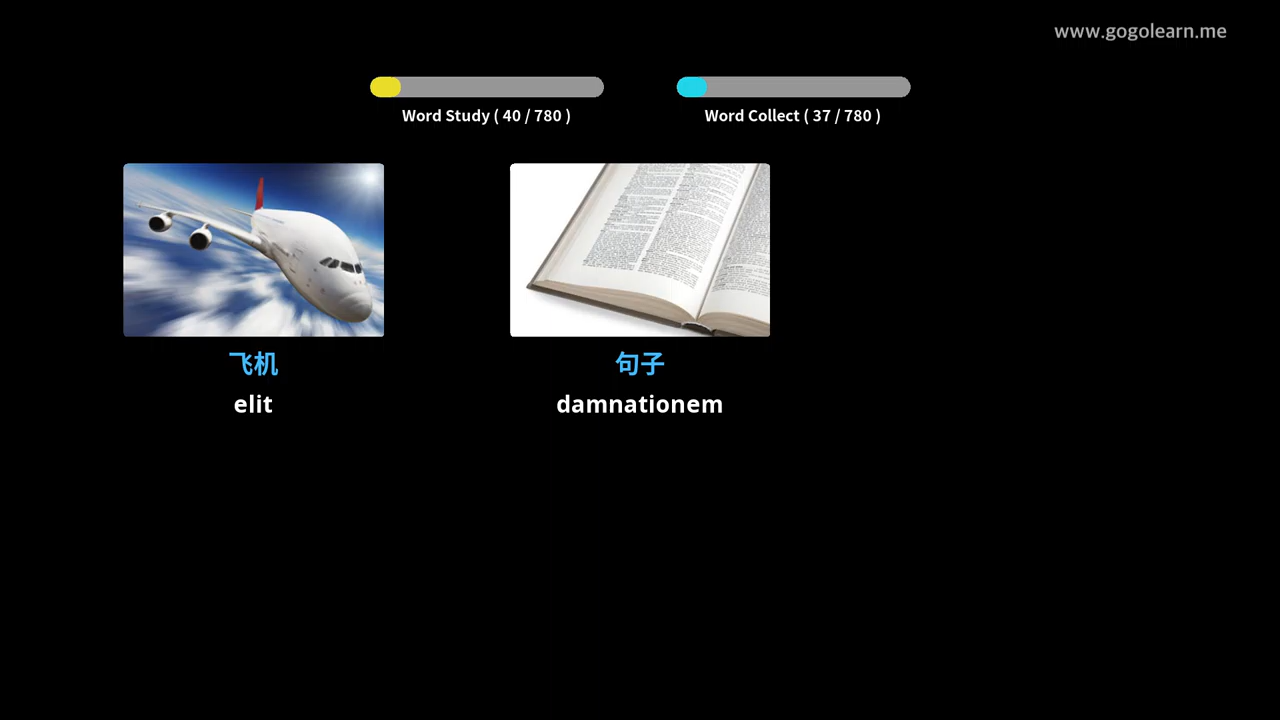 www.gogolearn.me
Word Study ( 40 / 780 )
Word Collect ( 37 / 780 )
飞机
句子
elit
damnationem